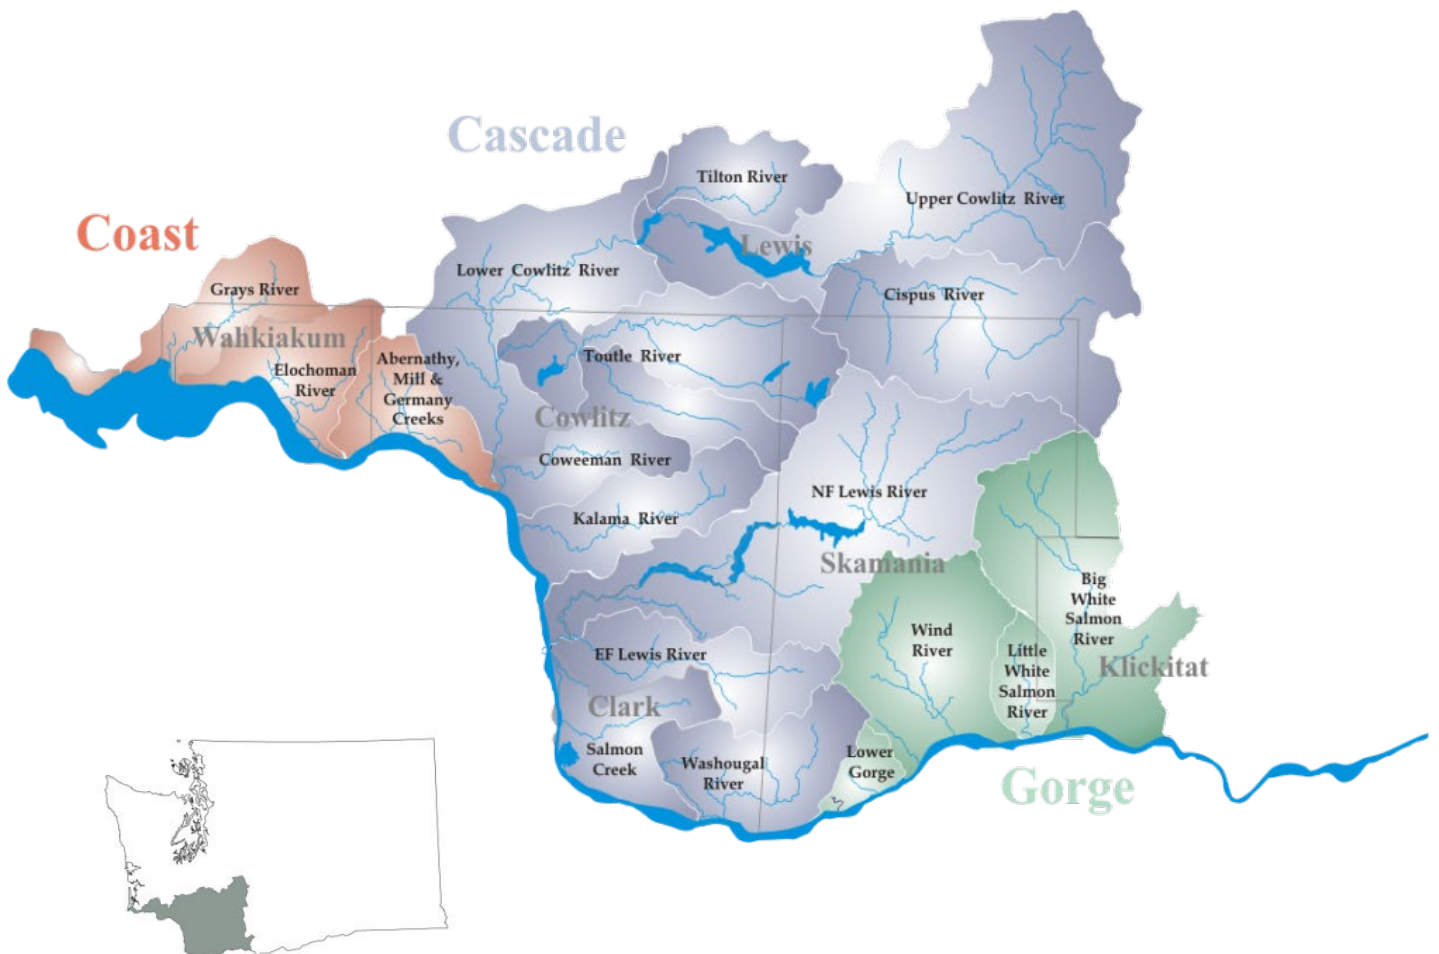 Cascade
Tilton River
Upper Cowlitz River
Coast
Lewis
Lower Cowlitz River
Grays River
Cispus River
Wahkiakum
Toutle River
Abernathy,
Mill &
Germany
Creeks
Elochoman
River
Cowlitz
Coweeman River
NF Lewis River
Kalama River
Skamania
Big
White
Salmon
River
Wind
River
EF Lewis River
Little
White
Salmon
River
Klickitat
Clark
Salmon
Creek
Washougal
River
Lower
Gorge
Gorge